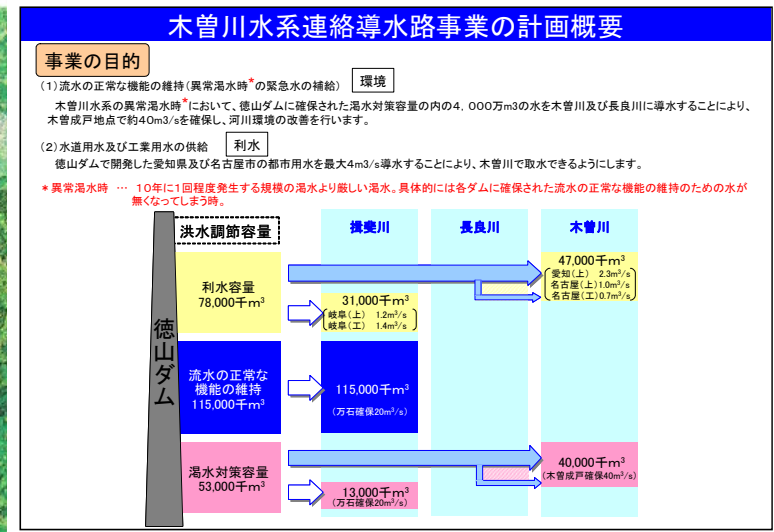 木曽川水系連絡導水路事業の計画概要
事業の目的
(1)流水の正常な機能の維持(異常渇水時*の緊急水の補給) 環境
木曽川水系の異常渇水時*において、徳山ダムに確保された渇水対策容量の内の4,000万m3の水を木曽川及び長良川に導水することにより、
木曽成戸地点で約40m3/sを確保し、河川環境の改善を行います。
(2)水道用水及び工業用水の供給 利水
徳山ダムで開発した愛知県及び名古屋市の都市用水を最大4m3/s導水することにより、木曽川で取水できるようにします。
*異常渇水時 … 10年に1回程度発生する規模の渇水より厳しい渇水。具体的には各ダムに確保された流水の正常な機能の維持のための水が
無くなってしまう時。
洪水調節容量
揖斐川
長良川
木曽川
徳山ダム
利水容量
78,000千m³
31,000千m³
岐阜(上) 1.2m³/s
岐阜(工) 1.4m³/s
47,000千m³
愛知(上) 2.3m³/s
名古屋(上)1.0m³/s
名古屋(工)0.7m³/s
流水の正常な
機能の維持
115,000千m³
115,000千m³
(万石確保20m³/s)
渇水対策容量
53,000千m³
13,000千m³
(万石確保20m³/s)
40,000千m³
(木曽成戸確保40m³/s)